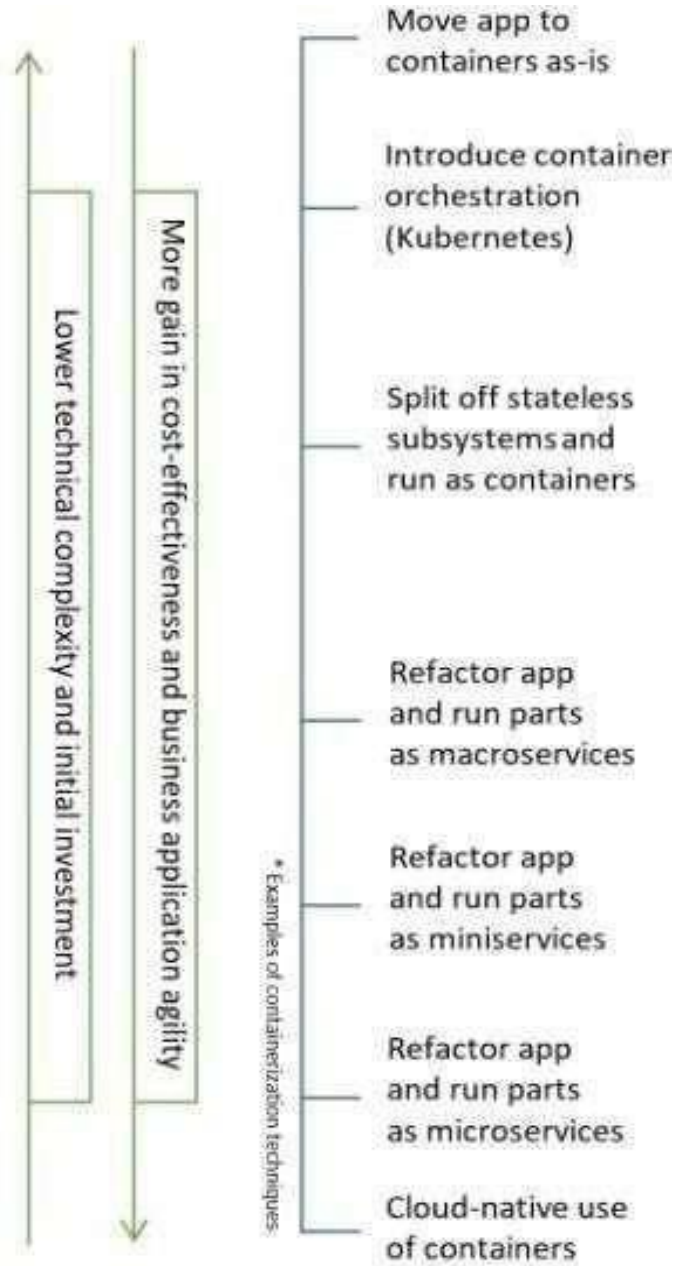 Move app to
containers as-is
Introduce container
orchestration
(Kubernetes)
Split off stateless
subsystems and
run as containers
Refactor app
and run parts
as macroservices
Refactor app
and run parts
as miniservices
Refactor app
and run parts
as microservices
Cloud-native use
of containers
* Examples of containerization techniques.
More gain in cost-effectiveness and business application agility
Lower technical complexity and initial investment